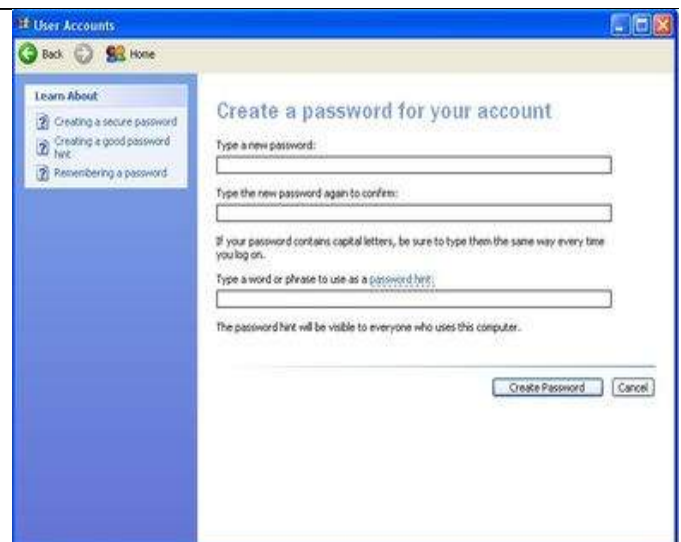 User Accounts
Back Home
Learn About
Creating a secure password
Creating a good password
hint
Remembering a password
Create a password for your account
Type a new password:
Type the new password again to confirm:
If your password contains capital letters, be sure to type them the same way every time
you log on.
Type a word or phrase to use as a password hint:
The password hint will be visible to everyone who uses this computer.
Create Password Cancel